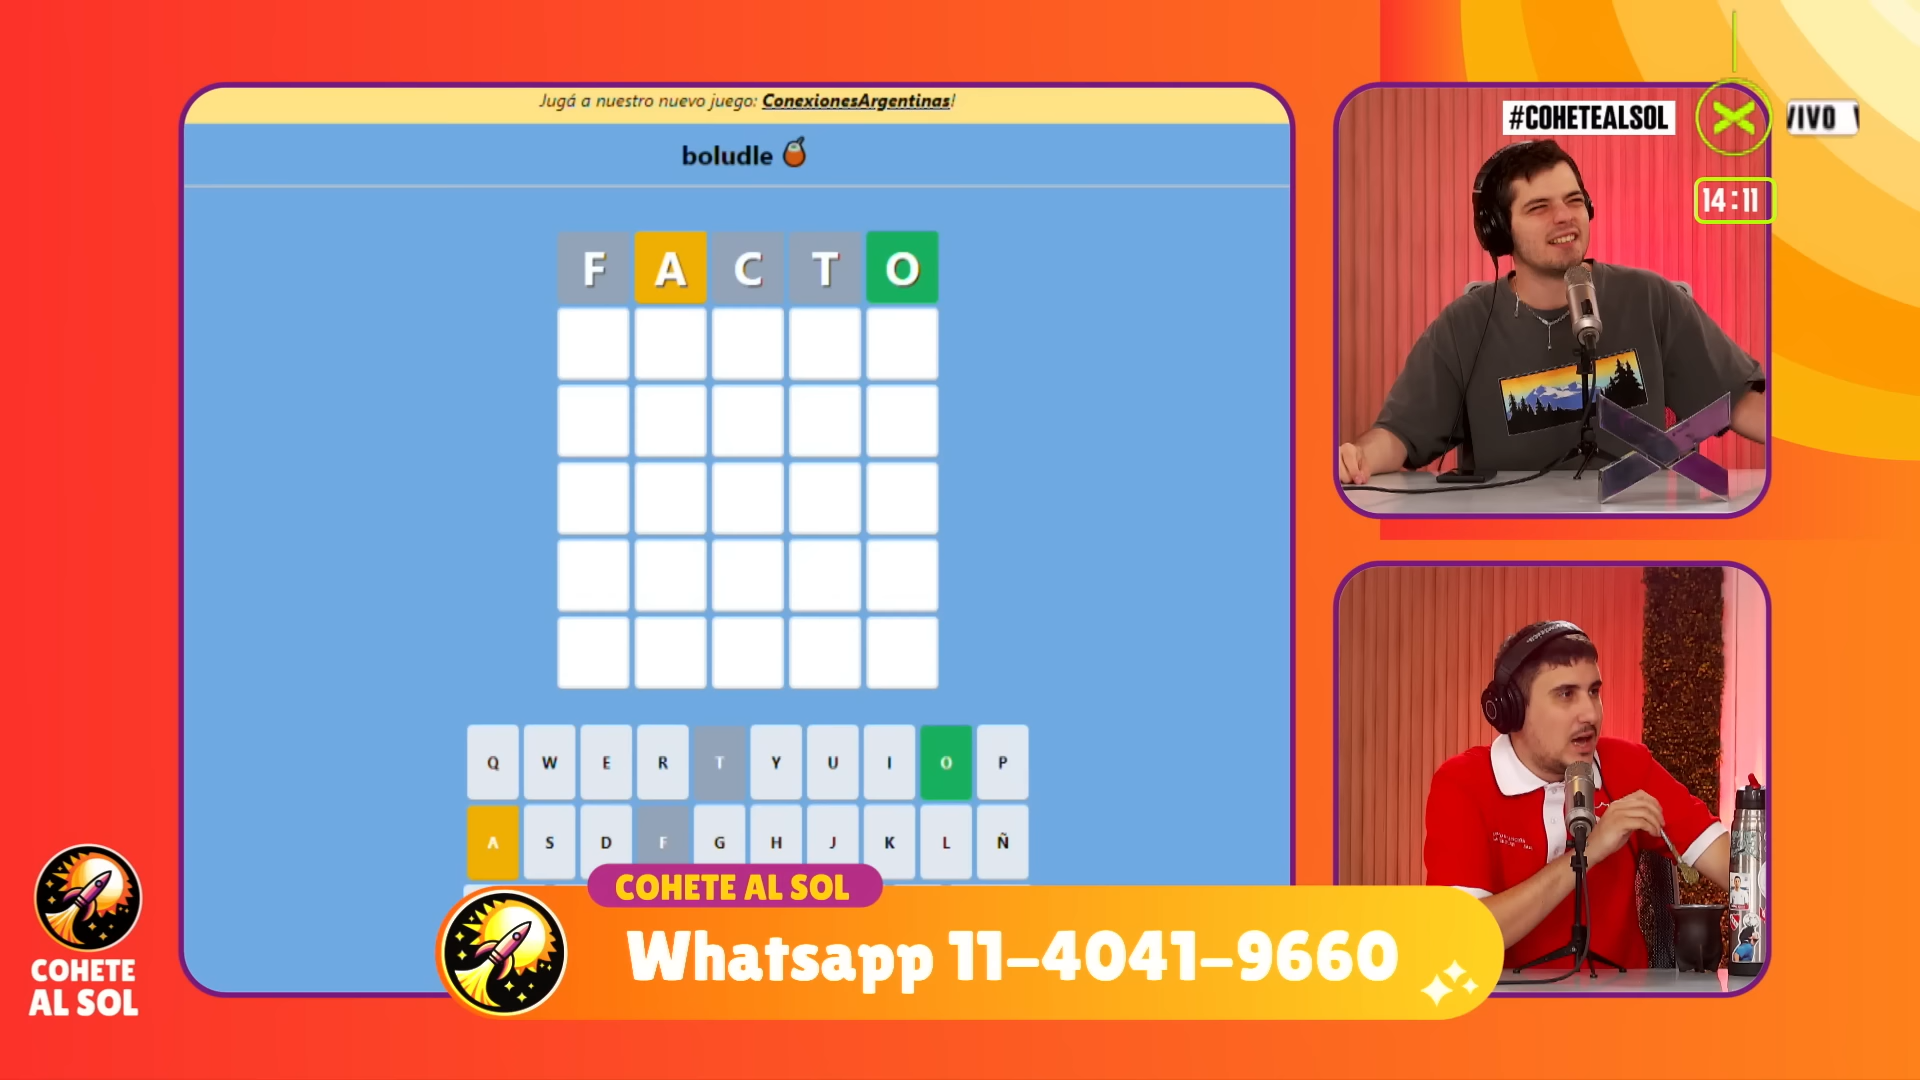 Jugá a nuestro nuevo juego: ConexionesArgentinas!
boludle
F A C T O
Q W E R T Y U I O P
A S D F G H J K L Ñ
#COHETEALSOL
VIVO
14:11
COHETE AL SOL
Whatsapp 11-4041-9660
COHETE
AL SOL